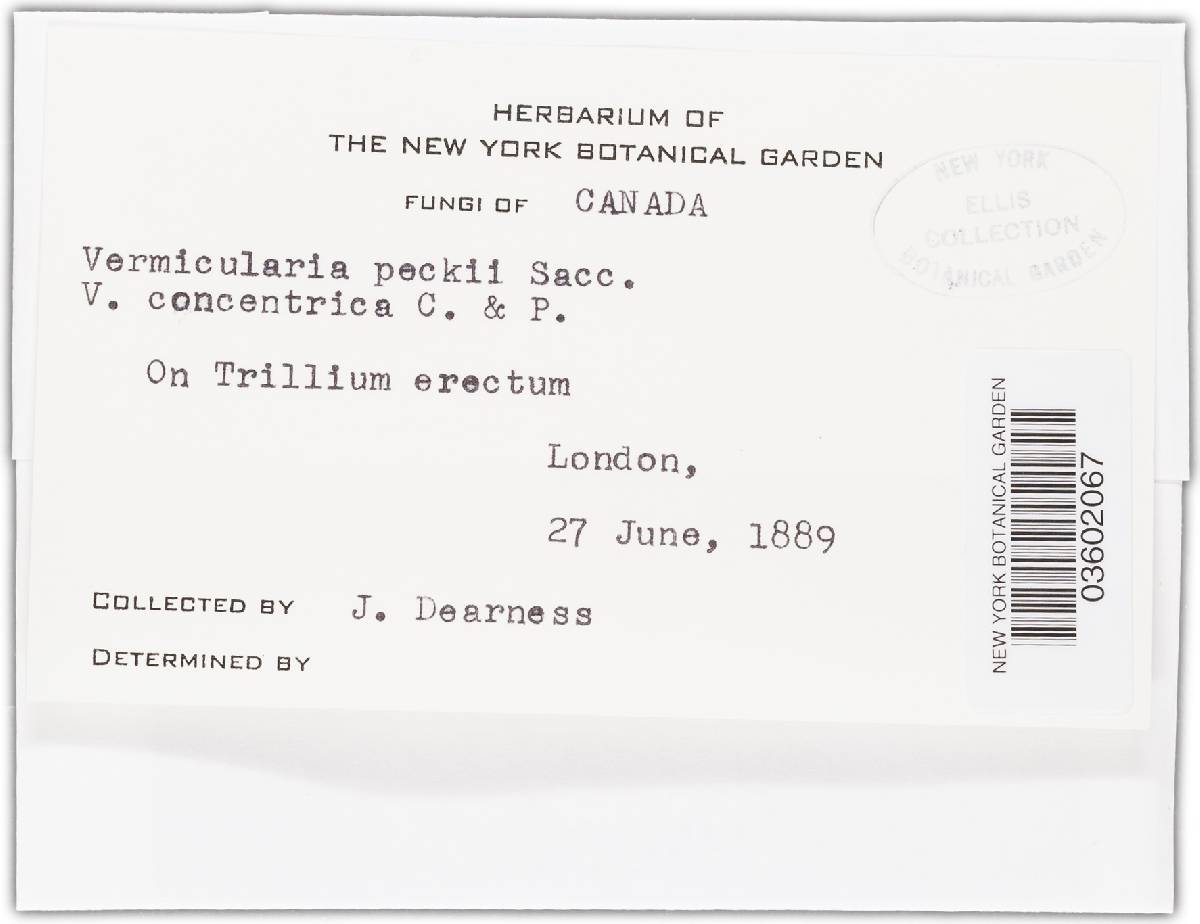 HERBARIUM OF
THE NEW YORK BOTANICAL GARDEN
FUNGI OF CANADA
NEW YORK
ELLIS
COLLECTION
BOTANICAL GARDEN
Vermicularia peckii Sacc.
V. concentrica C. & P.
On Trillium erectum
London,
27 June, 1889
COLLECTED BY J. Dearness
DETERMINED BY
NEW YORK BOTANICAL GARDEN
03602067